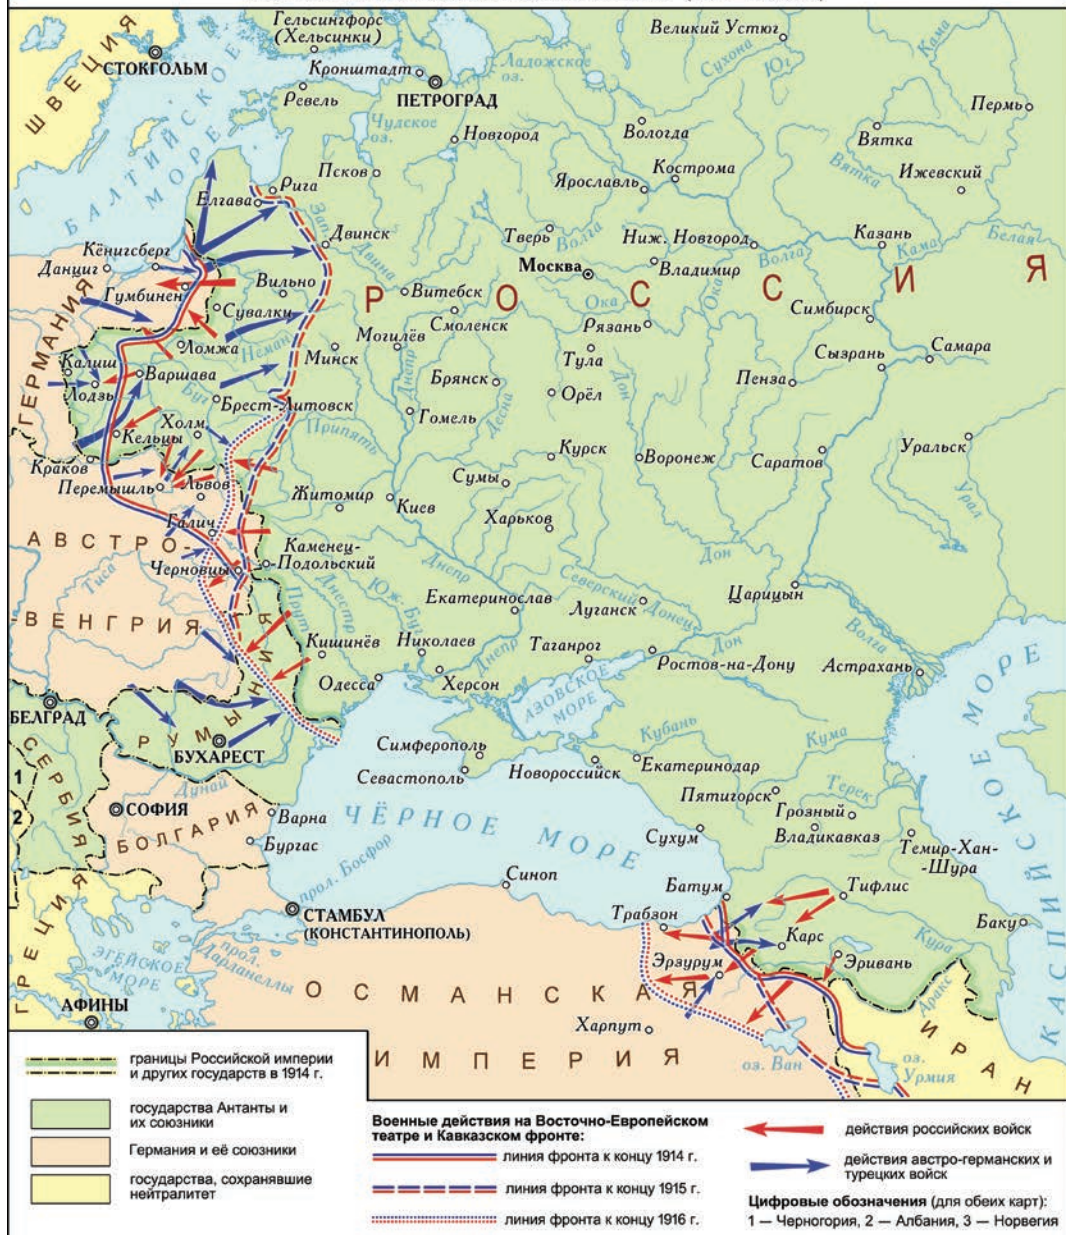 ШВЕЦИЯ
СТОКГОЛЬМ
БАЛТИЙСКОЕ МОРЕ
Гельсингфорс
(Хельсинки)
Кронштадт
ПЕТРОГРАД
Ревель
Ладожское
оз.
Чудское
оз.
Новгород
Великий Устюг
Сухона
Юг
Кама
Пермь
Вологда
Вятка
Вятка
Ижевский
Кострома
Ярославль
Псков
Рига
Елгава
Зап. Двина
Двинск
Тверь
Волга
Ниж. Новгород
Волга
Казань
Кама
Белая
Кёнигсберг
Данциг
Гумбинен
Вильно
Сувалки
Москва
Владимир
РОССИЯ
Витебск
Ока
Ока
Смоленск
Рязань
Симбирск
ГЕРМАНИЯ
Ломжа
Неман
Минск
Могилёв
Тула
Сызрань
Самара
Калиш
Варшава
Лодзь
Днепр
Брянск
Дон
Пенза
Буг
Брест-Литовск
Десна
Орёл
Холм
Гомель
Кельцы
Припять
Курск
Уральск
Краков
Воронеж
Саратов
Перемышль
Львов
Сумы
Житомир
Киев
Урал
Харьков
Галич
АВСТРО-
Каменец-
-Подольский
Дон
Черновцы
Тиса
Днепр
Северский Донец
Царицын
Прут
Днестр
Юж. Буг
Екатеринослав
Луганск
-ВЕНГРИЯ
Волга
Кишинёв
Николаев
Днепр
Таганрог
Дон
Ростов-на-Дону
Астрахань
Одесса
Херсон
АЗОВСКОЕ
МОРЕ
БЕЛГРАД
РУМЫНИЯ
БУХАРЕСТ
Кубань
Кума
КАСПИЙСКОЕ МОРЕ
СЕРБИЯ
1
2
Симферополь
Севастополь
Новороссийск
Екатеринодар
Дунай
Пятигорск
Терек
Грозный
СОФИЯ
Варна
ЧЁРНОЕ МОРЕ
Владикавказ
БОЛГАРИЯ
Бургас
Сухум
Темир-Хан-
-Шура
прол. Босфор
Синоп
Батум
Тифлис
ГРЕЦИЯ
СТАМБУЛ
(КОНСТАНТИНОПОЛЬ)
Трабзон
Баку
Карс
Кура
ЭГЕЙСКОЕ
МОРЕ
прол.
Дарданеллы
Эрзурум
Эривань
АФИНЫ
ОСМАНСКАЯ
Аракс
Харпут
ИМПЕРИЯ
оз. Ван
оз.
Урмия
ИРАН
границы Российской империи
и других государств в 1914 г.
государства Антанты и
их союзники
Германия и её союзники
государства, сохранявшие
нейтралитет
Военные действия на Восточно-Европейском
театре и Кавказском фронте:
линия фронта к концу 1914 г.
линия фронта к концу 1915 г.
линия фронта к концу 1916 г.
действия российских войск
действия австро-германских и
турецких войск
Цифровые обозначения (для обеих карт):
1 — Черногория, 2 — Албания, 3 — Норвегия